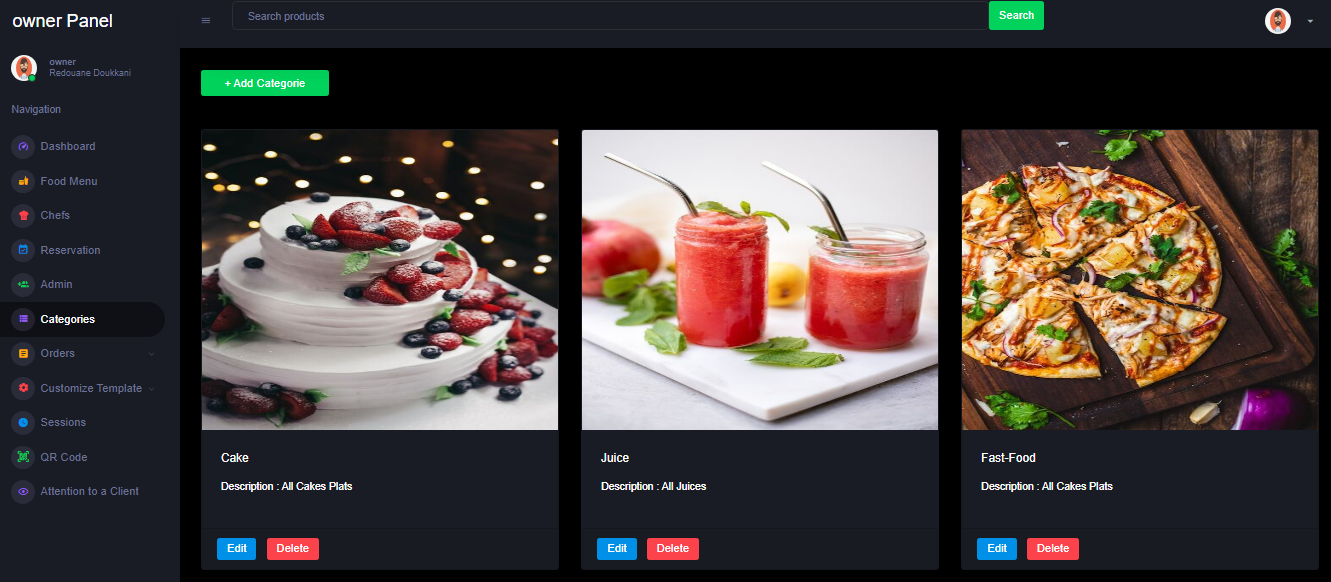 owner Panel
Search products
Search
owner
Redouane Doukkani
Navigation
Dashboard
Food Menu
Chefs
Reservation
Admin
Categories
Orders
Customize Template
Sessions
QR Code
Attention to a Client
+ Add Categorie
Cake
Description : All Cakes Plats
Edit
Delete
Juice
Description : All Juices
Edit
Delete
Fast-Food
Description : All Cakes Plats
Edit
Delete